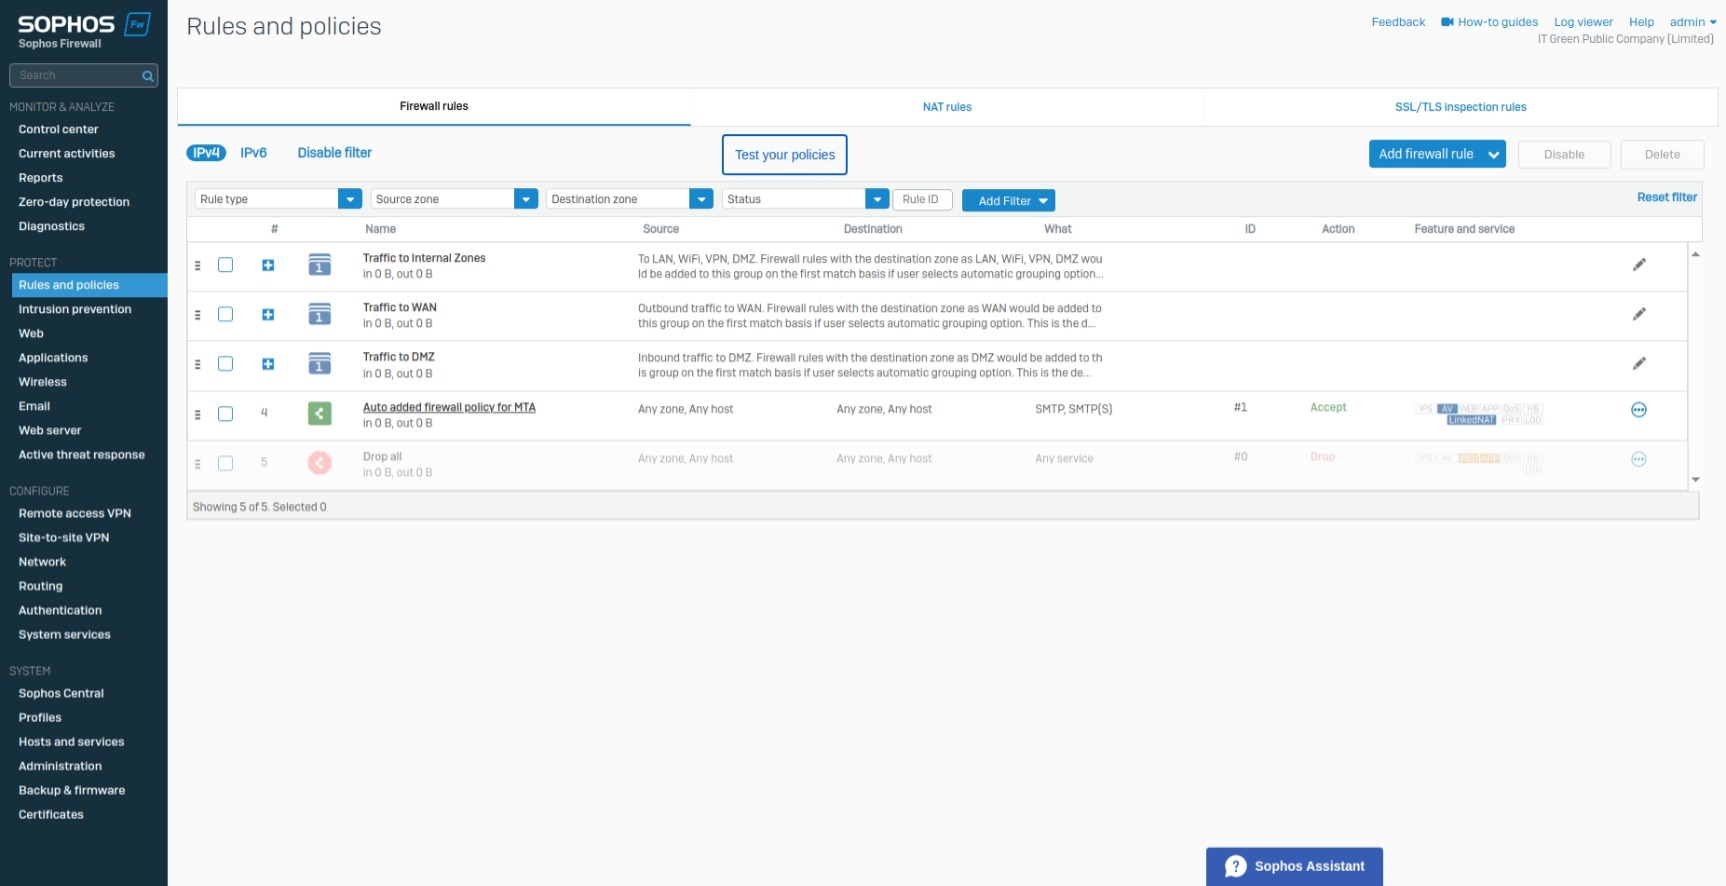 SOPHOS Fw
Sophos Firewall
Search
MONITOR & ANALYZE
Control center
Current activities
Reports
Zero-day protection
Diagnostics
PROTECT
Rules and policies
Intrusion prevention
Web
Applications
Wireless
Email
Web server
Active threat response
CONFIGURE
Remote access VPN
Site-to-site VPN
Network
Routing
Authentication
System services
SYSTEM
Sophos Central
Profiles
Hosts and services
Administration
Backup & firmware
Certificates
Rules and policies
Feedback How-to guides Log viewer Help admin
IT Green Public Company (Limited)
Firewall rules NAT rules SSL/TLS inspection rules
IPv4 IPv6 Disable filter Test your policies Add firewall rule Disable Delete
Rule type Source zone Destination zone Status Rule ID Add Filter Reset filter
# Name Source Destination What ID Action Feature and service
1
Traffic to Internal Zones
in 0 B, out 0 B
To LAN, WiFi, VPN, DMZ. Firewall rules with the destination zone as LAN, WiFi, VPN, DMZ wou
ld be added to this group on the first match basis if user selects automatic grouping option...
1
Traffic to WAN
in 0 B, out 0 B
Outbound traffic to WAN. Firewall rules with the destination zone as WAN would be added to
this group on the first match basis if user selects automatic grouping option. This is the d...
1
Traffic to DMZ
in 0 B, out 0 B
Inbound traffic to DMZ. Firewall rules with the destination zone as DMZ would be added to th
is group on the first match basis if user selects automatic grouping option. This is the de...
4 Auto added firewall policy for MTA Any zone, Any host Any zone, Any host SMTP, SMTP(S) #1 Accept IPS AV WEB APP QoS HB
in 0 B, out 0 B LinkedNAT PRX LOG
5 Drop all Any zone, Any host Any zone, Any host Any service #0 Drop IPS AV WEB APP QoS HB
in 0 B, out 0 B LOG
Showing 5 of 5. Selected 0
? Sophos Assistant